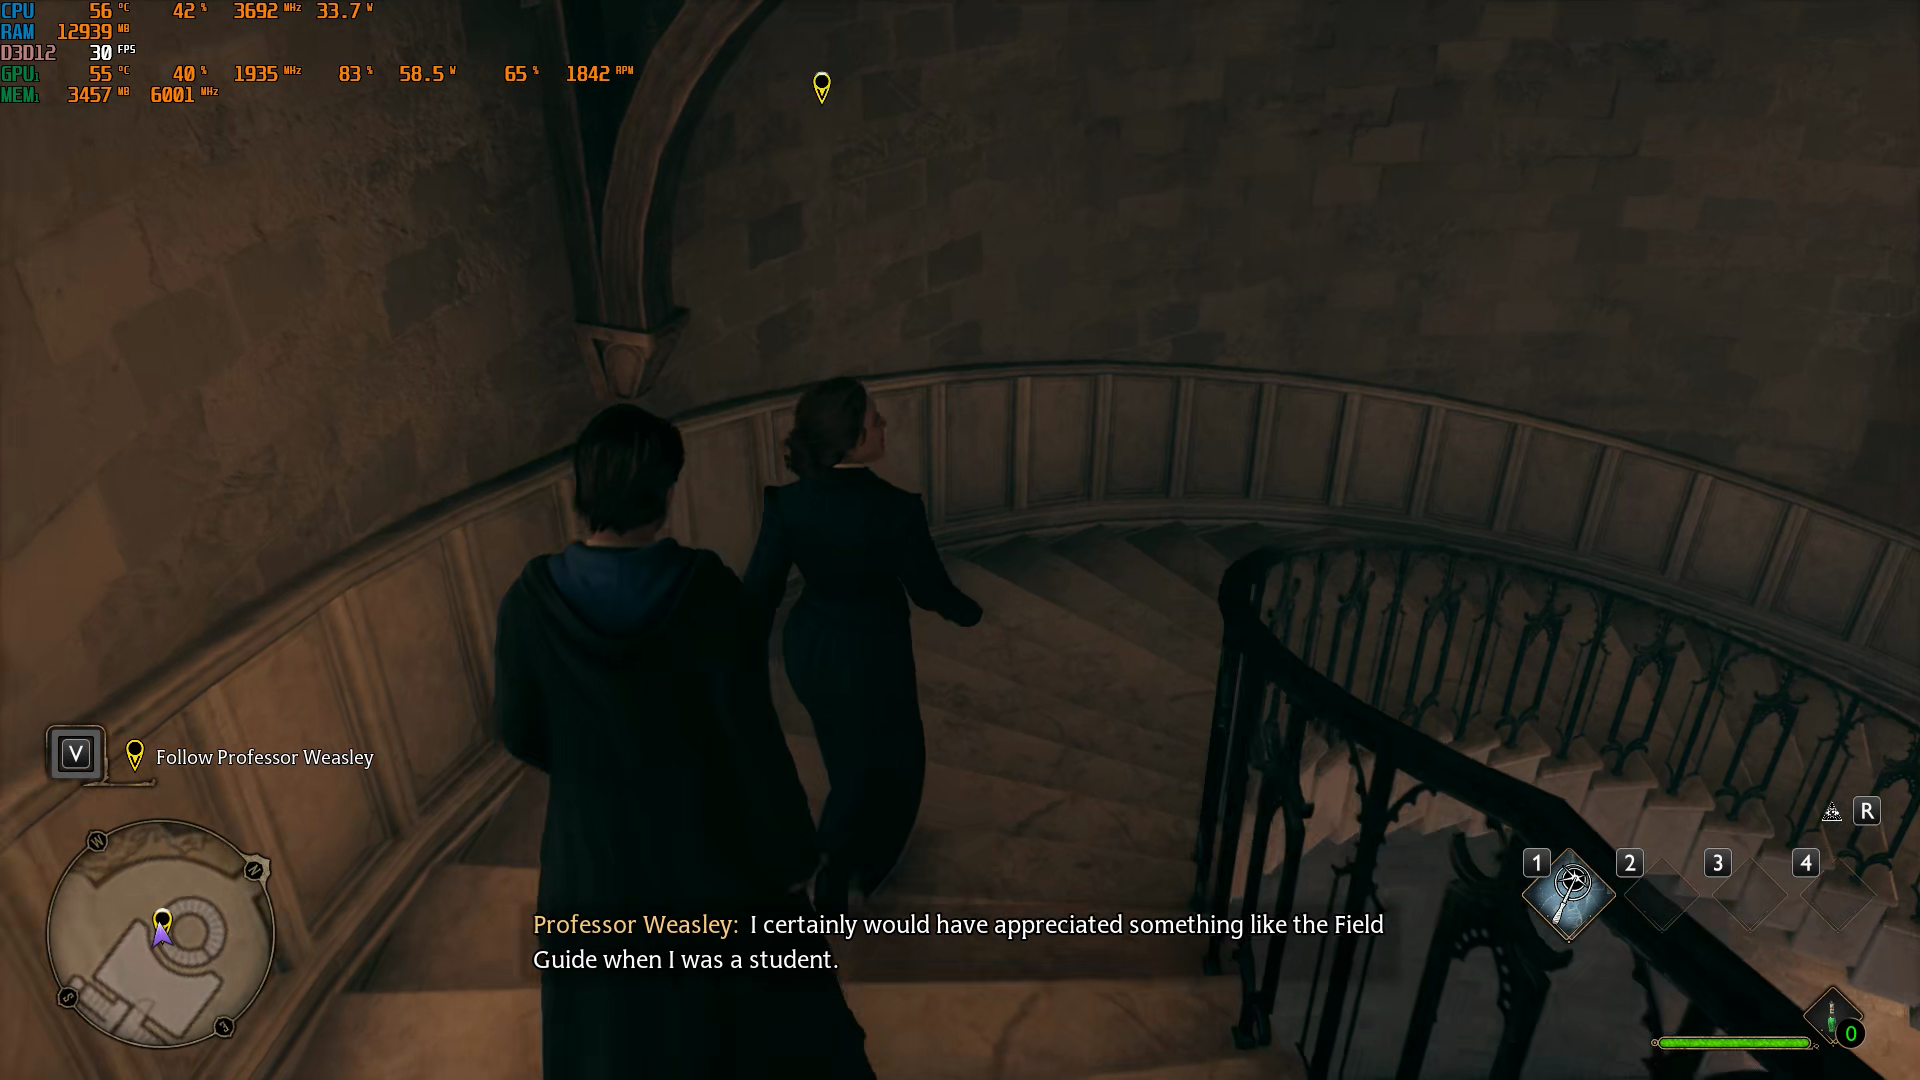 CPU 56 °C 42 % 3692 MHz 33.7 W
RAM 12939 MB
D3D12 30 FPS
GPU1 55 °C 40 % 1935 MHz 83 % 58.5 W 65 % 1842 RPM
MEM1 3457 MB 6001 MHz
V Follow Professor Weasley
R
1 2 3 4
W
N
S
E
Professor Weasley: I certainly would have appreciated something like the Field
Guide when I was a student.
0